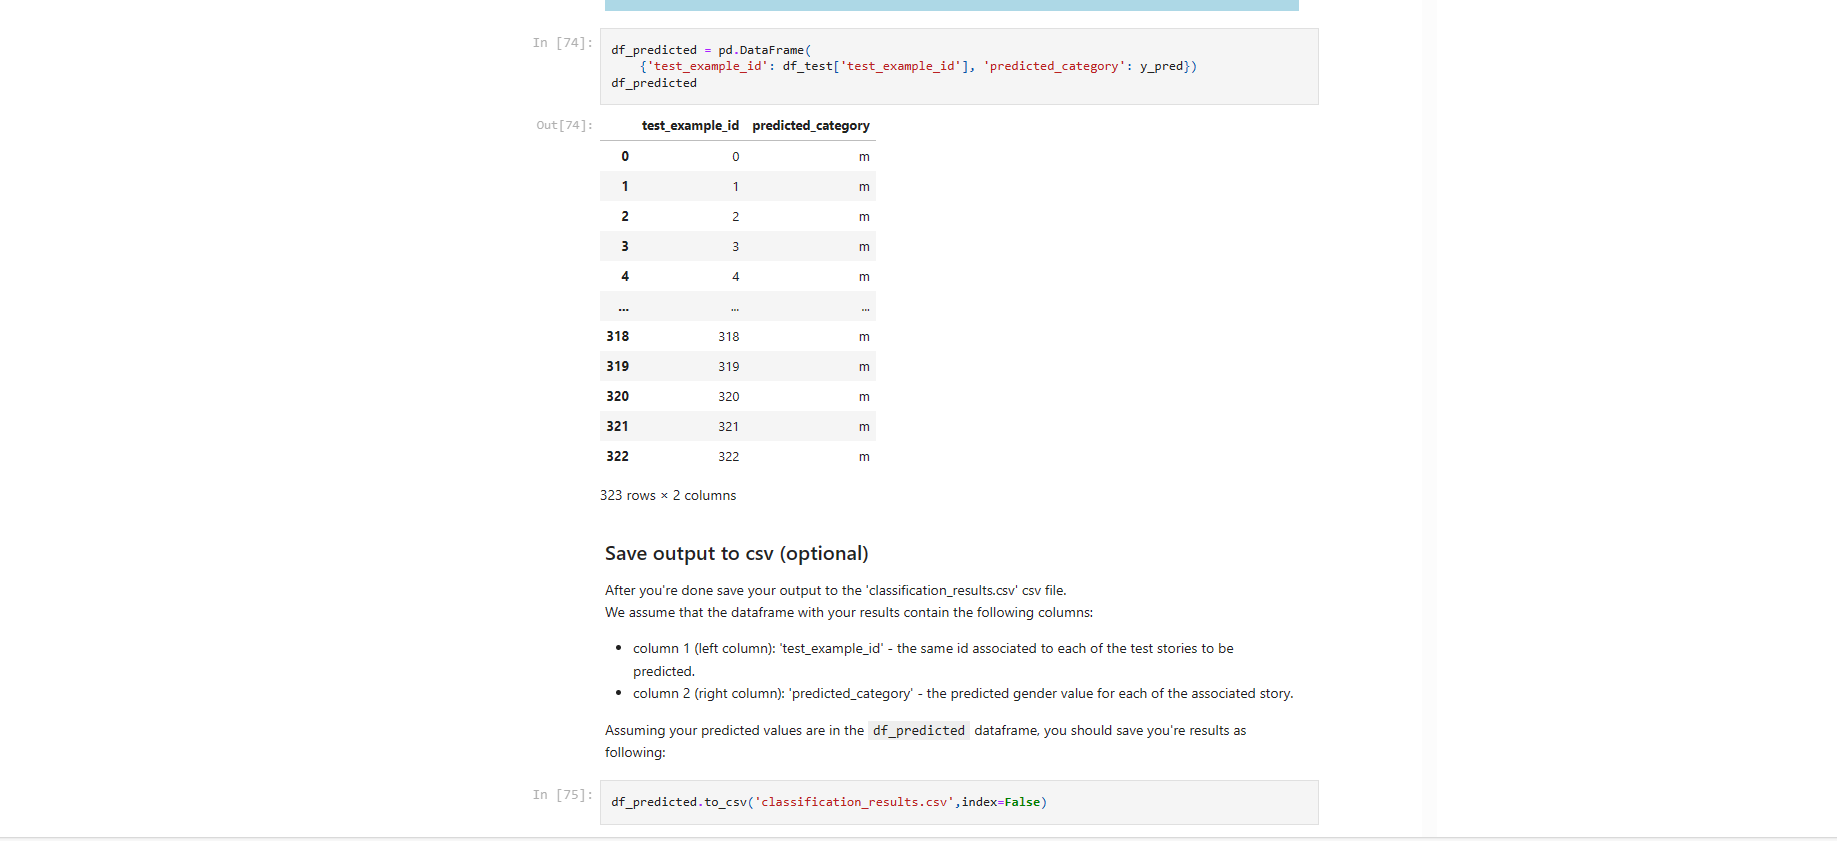 In [74]:
df_predicted = pd.DataFrame(
{'test_example_id': df_test['test_example_id'], 'predicted_category': y_pred})
df_predicted
Out[74]:
test_example_id predicted_category
0 0 m
1 1 m
2 2 m
3 3 m
4 4 m
... ... ...
318 318 m
319 319 m
320 320 m
321 321 m
322 322 m
323 rows × 2 columns
Save output to csv (optional)
After you're done save your output to the 'classification_results.csv' csv file.
We assume that the dataframe with your results contain the following columns:
• column 1 (left column): 'test_example_id' - the same id associated to each of the test stories to be
predicted.
• column 2 (right column): 'predicted_category' - the predicted gender value for each of the associated story.
Assuming your predicted values are in the df_predicted dataframe, you should save you're results as
following:
In [75]:
df_predicted.to_csv('classification_results.csv',index=False)